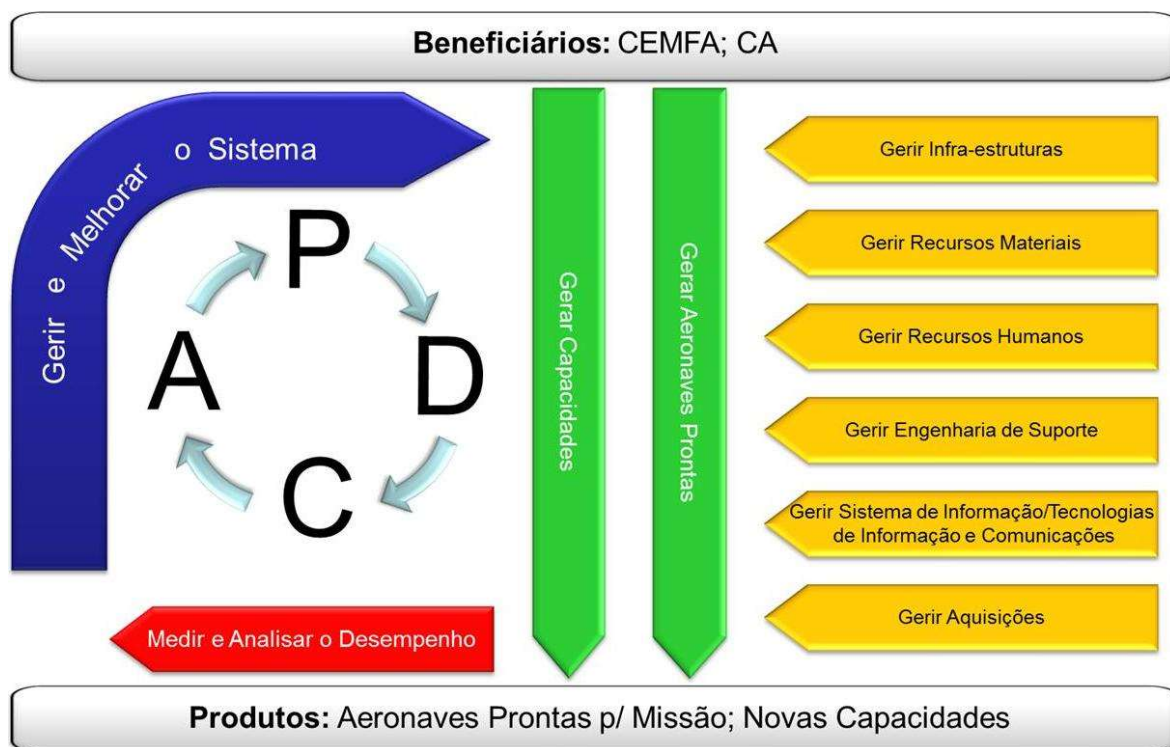 Beneficiários: CEMFA; CA
Gerir e Melhorar o Sistema
P
D
C
A
Medir e Analisar o Desempenho
Gerar Capacidades
Gerar Aeronaves Prontas
Gerir Infra-estruturas
Gerir Recursos Materiais
Gerir Recursos Humanos
Gerir Engenharia de Suporte
Gerir Sistema de Informação/Tecnologias
de Informação e Comunicações
Gerir Aquisições
Produtos: Aeronaves Prontas p/ Missão; Novas Capacidades